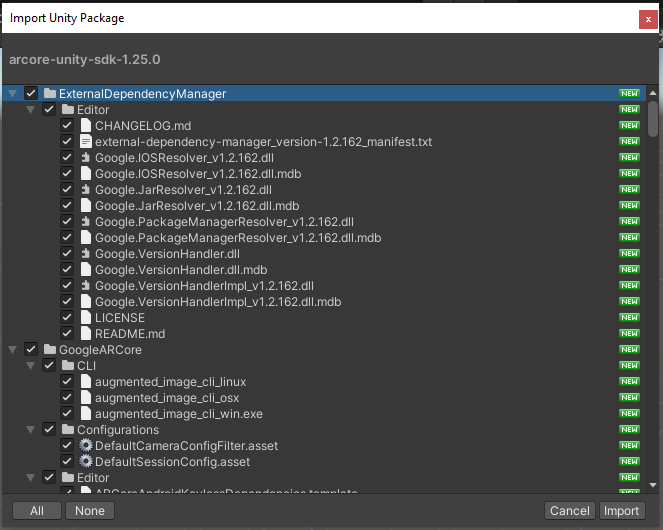 Import Unity Package
x
arcore-unity-sdk-1.25.0
ExternalDependencyManager NEW
Editor NEW
CHANGELOG.md NEW
external-dependency-manager_version-1.2.162_manifest.txt NEW
Google.IOSResolver_v1.2.162.dll NEW
Google.IOSResolver_v1.2.162.dll.mdb NEW
Google.JarResolver_v1.2.162.dll NEW
Google.JarResolver_v1.2.162.dll.mdb NEW
Google.PackageManagerResolver_v1.2.162.dll NEW
Google.PackageManagerResolver_v1.2.162.dll.mdb NEW
Google.VersionHandler.dll NEW
Google.VersionHandler.dll.mdb NEW
Google.VersionHandlerImpl_v1.2.162.dll NEW
Google.VersionHandlerImpl_v1.2.162.dll.mdb NEW
LICENSE NEW
README.md NEW
GoogleARCore NEW
CLI NEW
augmented_image_cli_linux NEW
augmented_image_cli_osx NEW
augmented_image_cli_win.exe NEW
Configurations NEW
DefaultCameraConfigFilter.asset NEW
DefaultSessionConfig.asset NEW
Editor NEW
All None Cancel Import